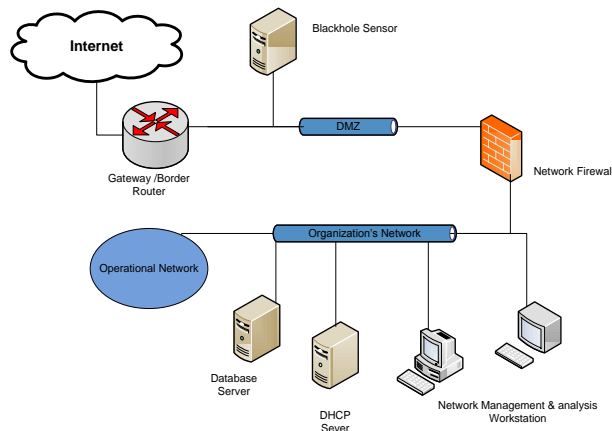 Internet
Blackhole Sensor
DMZ
Gateway /Border
Router
Network Firewal
Organization's Network
Operational Network
Database
Server
DHCP
Sever
Network Management & analysis
Workstation